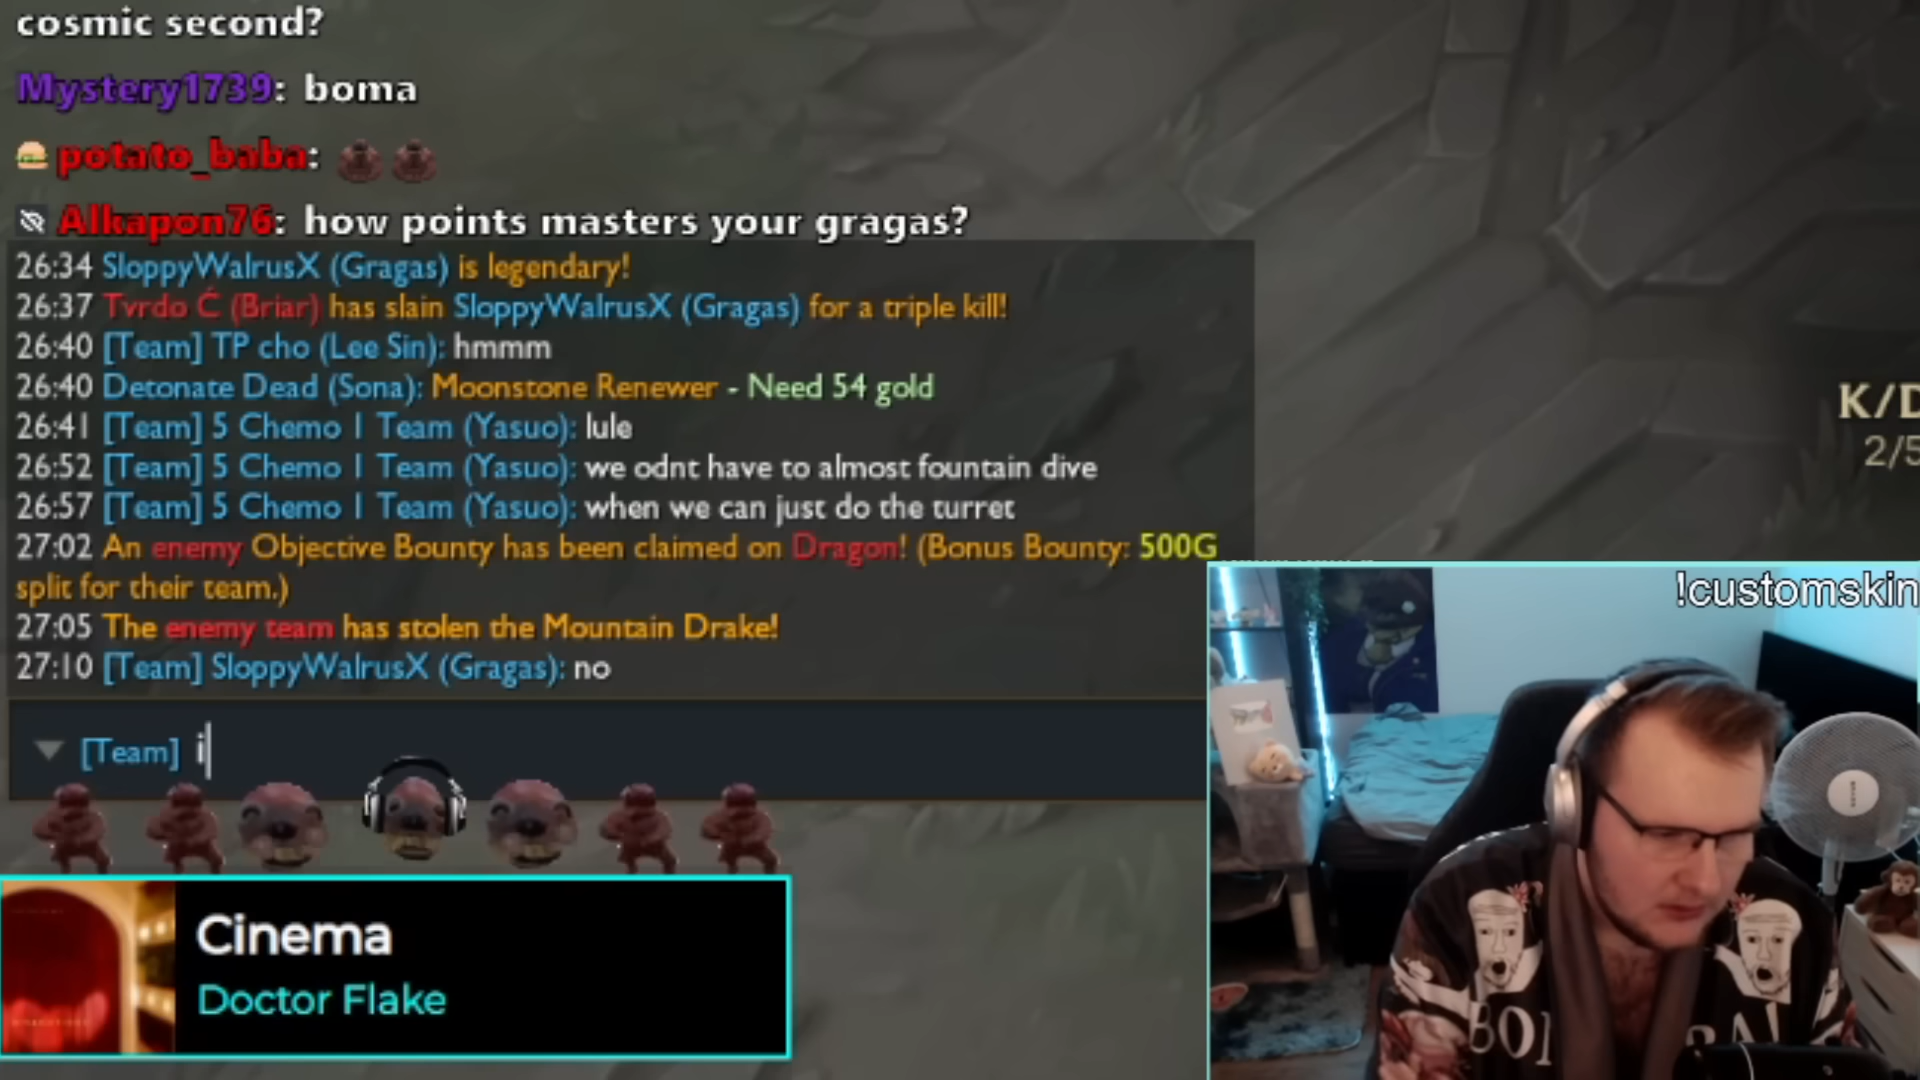 cosmic second?
Mystery1739: boma
potato_baba:
Alkapon76: how points masters your gragas?
26:34 SloppyWalrusX (Gragas) is legendary!
26:37 Tvrdo Ć (Briar) has slain SloppyWalrusX (Gragas) for a triple kill!
26:40 [Team] TP cho (Lee Sin): hmmm
26:40 Detonate Dead (Sona): Moonstone Renewer - Need 54 gold
26:41 [Team] 5 Chemo 1 Team (Yasuo): lule
26:52 [Team] 5 Chemo 1 Team (Yasuo): we odnt have to almost fountain dive
26:57 [Team] 5 Chemo 1 Team (Yasuo): when we can just do the turret
27:02 An enemy Objective Bounty has been claimed on Dragon! (Bonus Bounty: 500G
split for their team.)
27:05 The enemy team has stolen the Mountain Drake!
27:10 [Team] SloppyWalrusX (Gragas): no
[Team] i
K/D
2/5
!customskin
Cinema
Doctor Flake